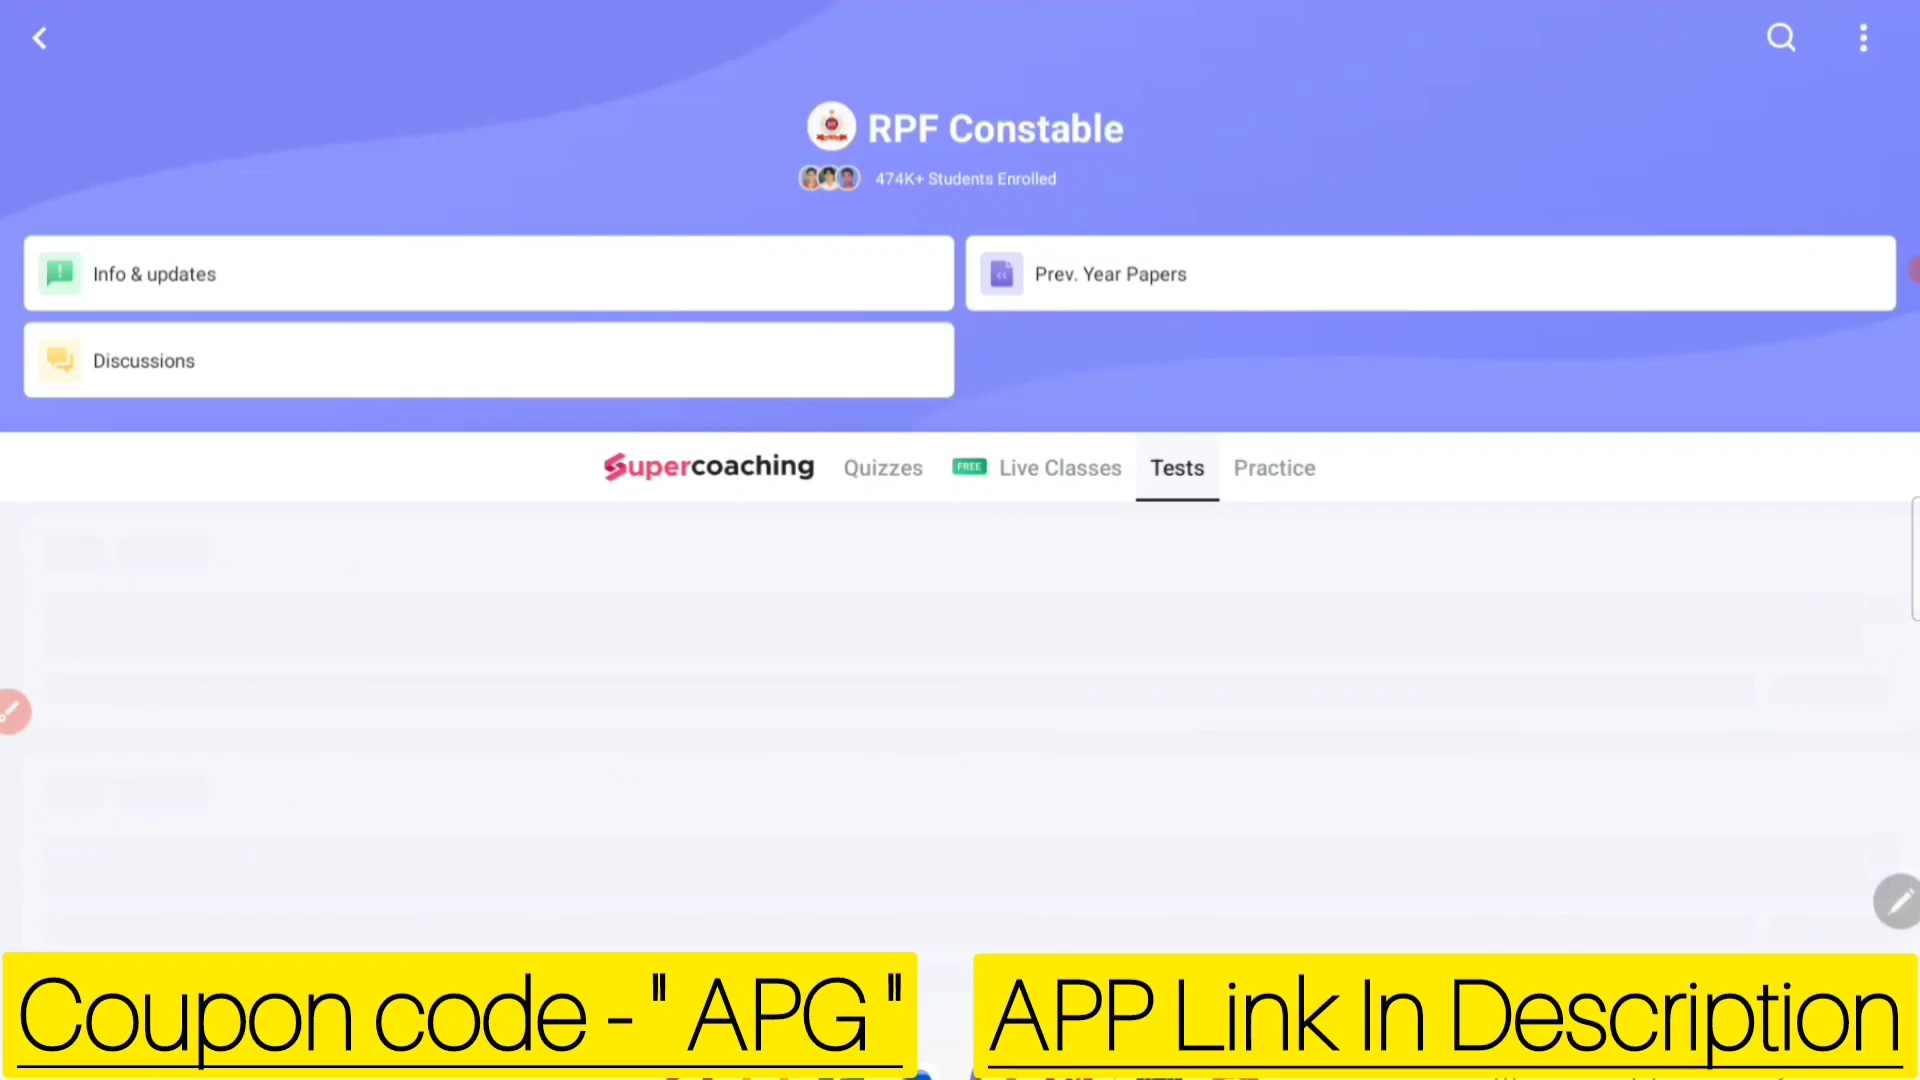 RPF Constable
474K+ Students Enrolled
Info & updates
Prev. Year Papers
Discussions
Supercoaching Quizzes FREE Live Classes Tests Practice
Coupon code - " APG "
APP Link In Description